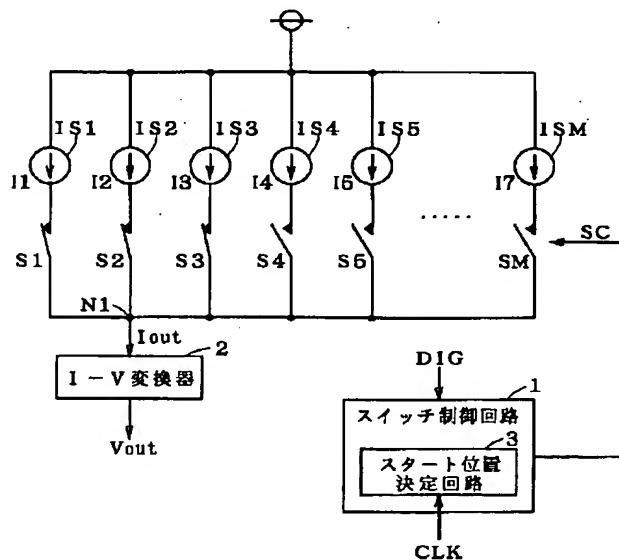 IS1 IS2 IS3 IS4 IS5 ISM
I1 I2 I3 I4 I5 I7
S1 S2 S3 S4 S5 ..... SM SC
N1
Iout
2
I-V変換器
Vout
DIG
1
スイッチ制御回路
3
スタート位置
決定回路
CLK